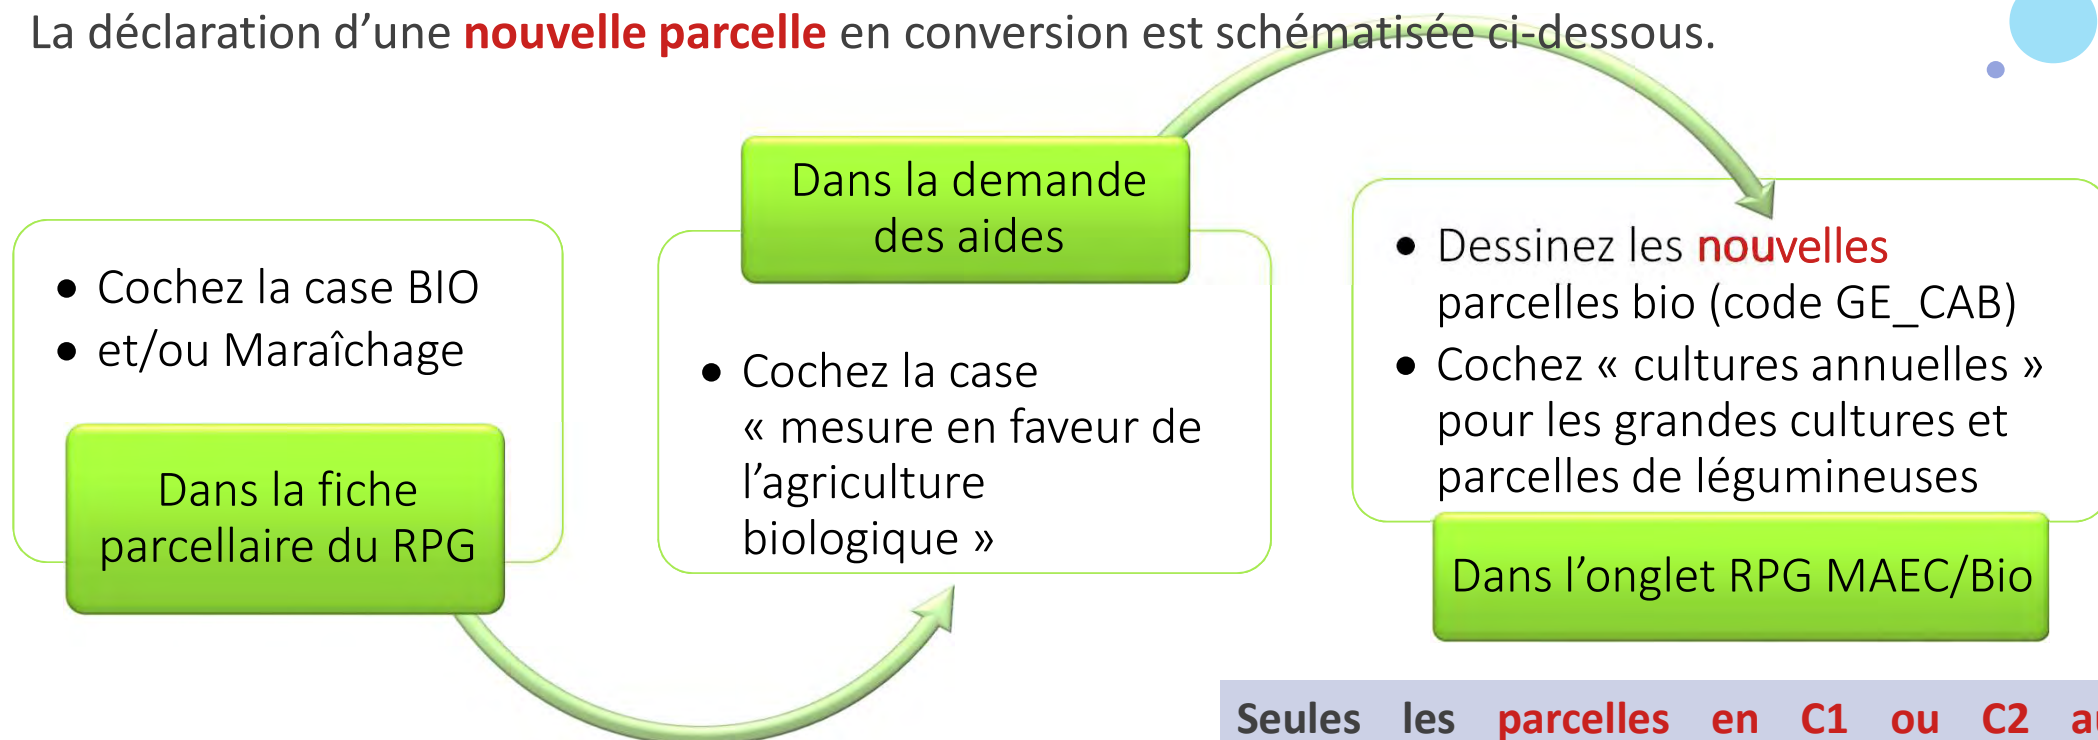 La déclaration d’une nouvelle parcelle en conversion est schématisée ci-dessous.
• Cochez la case BIO
• et/ou Maraîchage
Dans la fiche
parcellaire du RPG
Dans la demande
des aides
• Cochez la case
« mesure en faveur de
l’agriculture
biologique »
• Dessinez les nouvelles
parcelles bio (code GE_CAB)
• Cochez « cultures annuelles »
pour les grandes cultures et
parcelles de légumineuses
Dans l’onglet RPG MAEC/Bio
Seules les parcelles en C1 ou C2